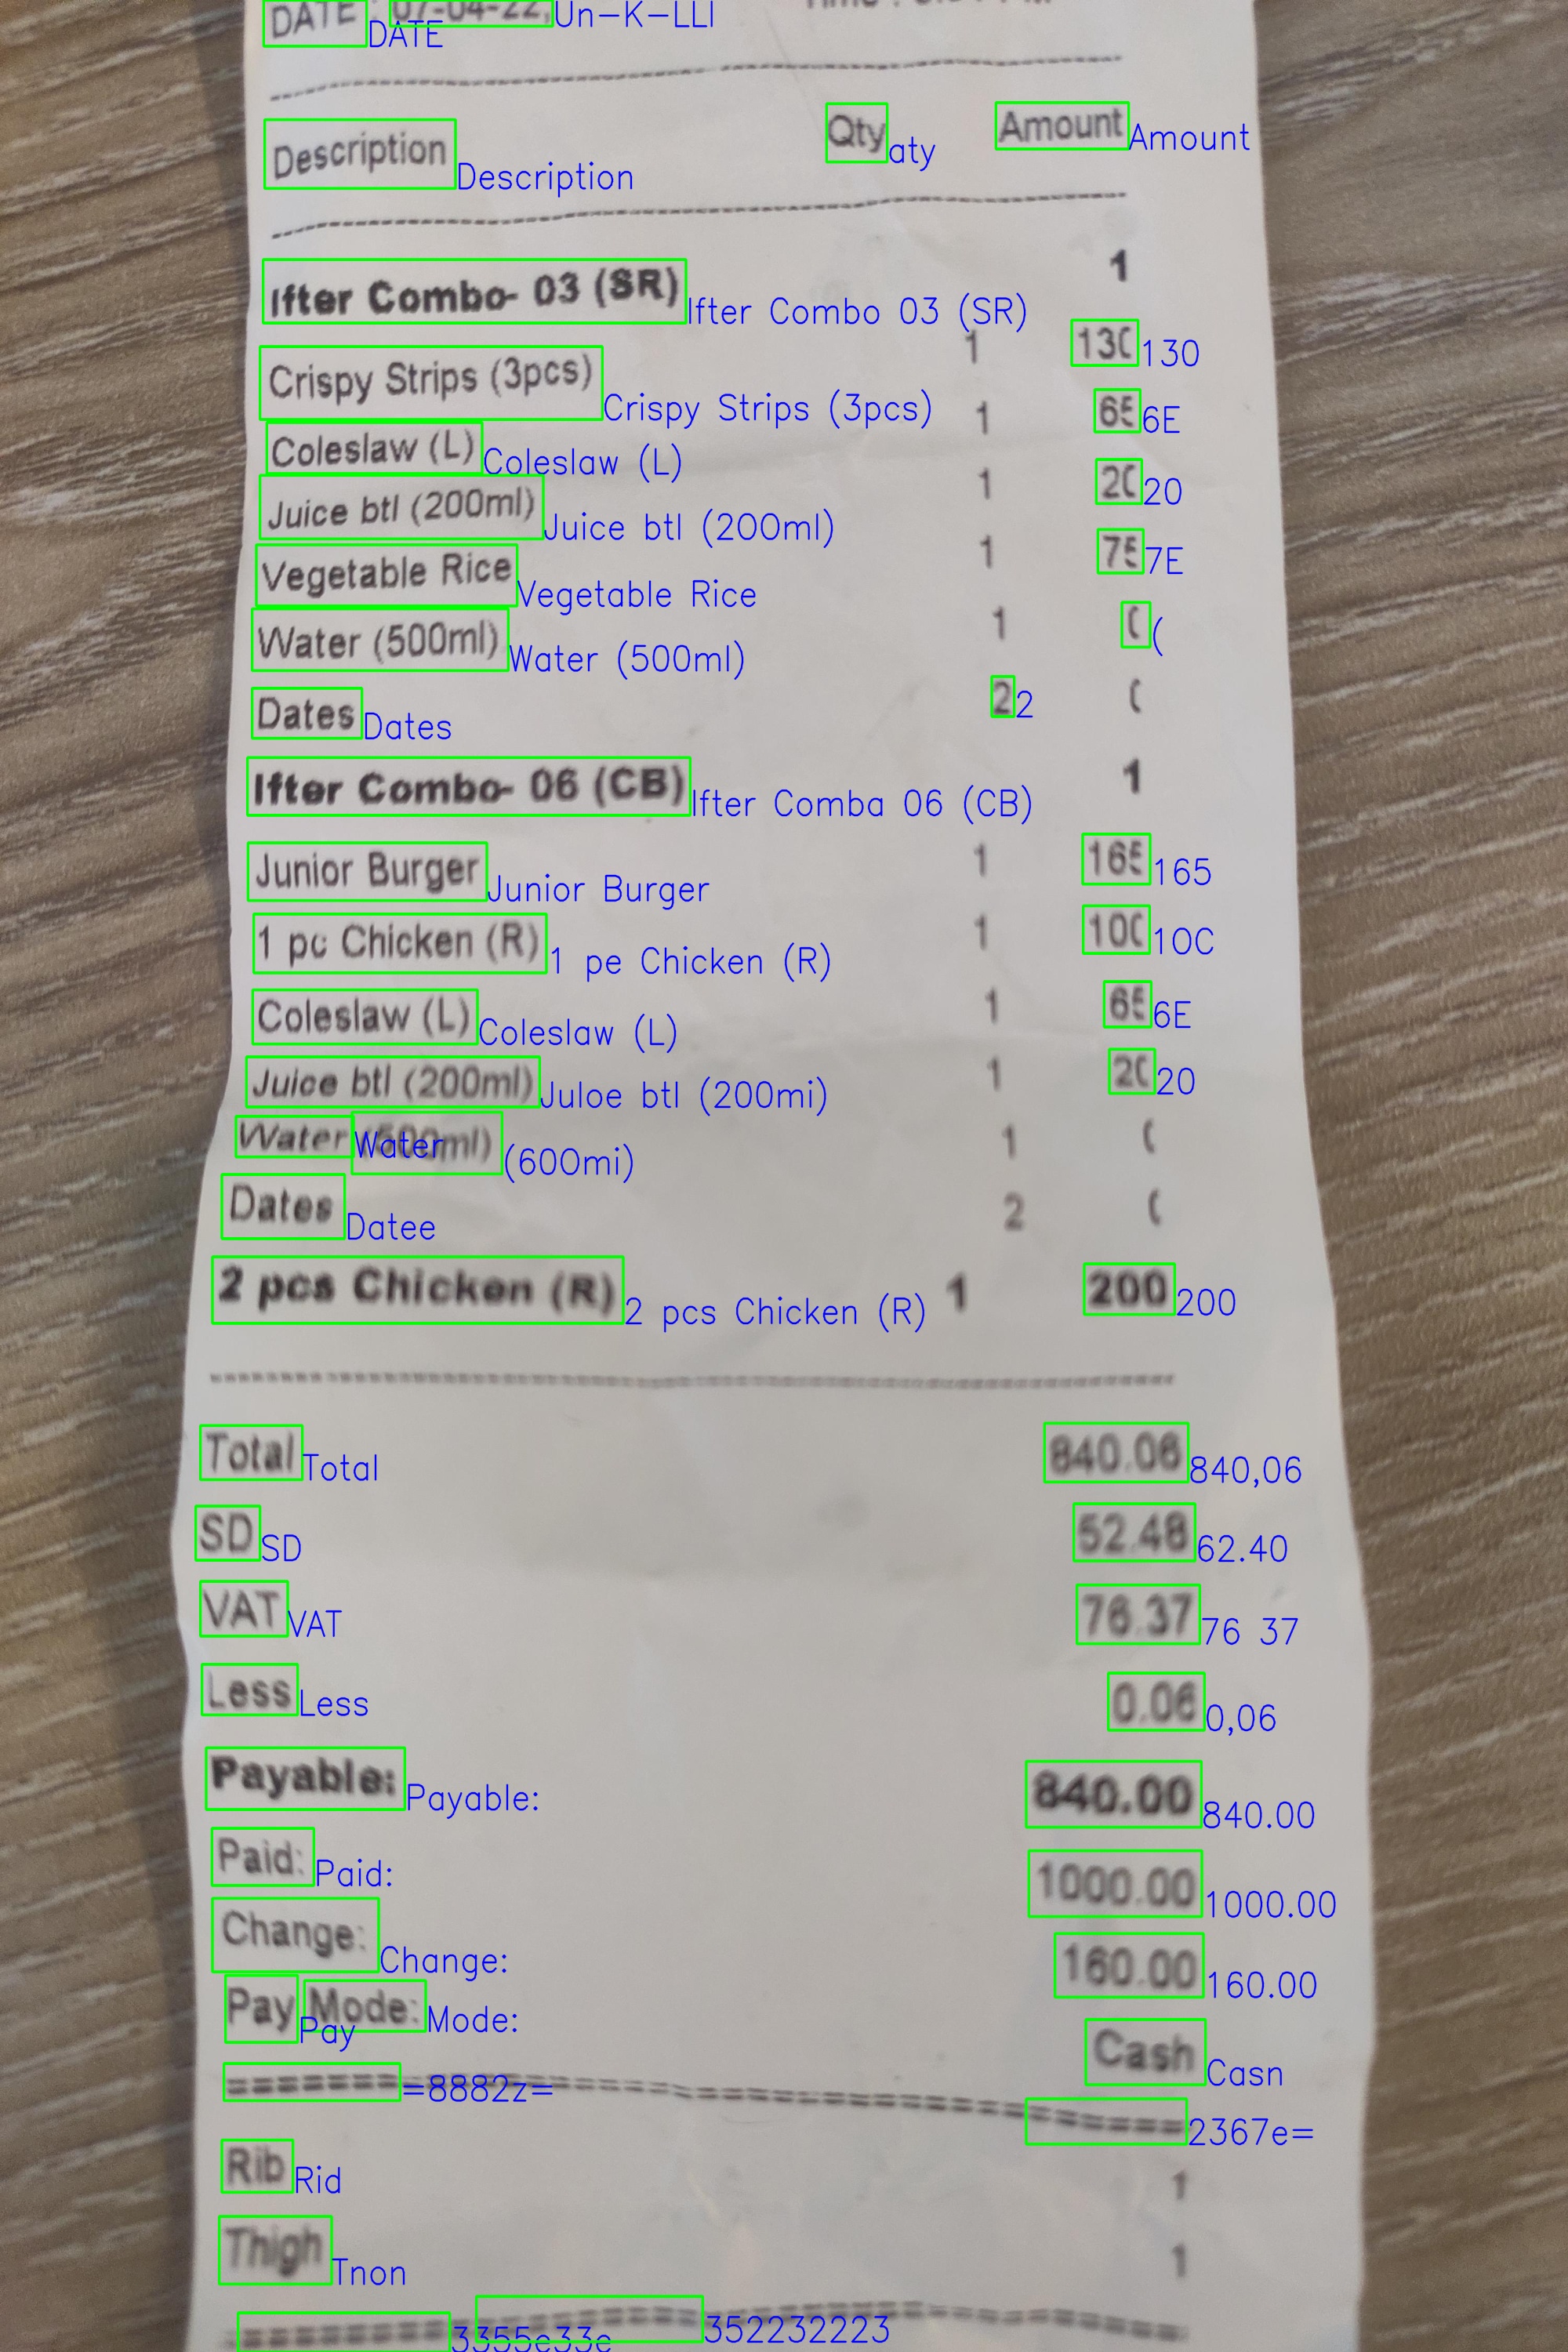 DATE : DATE 07-04-22, Un-K-LLI
Description Description Qty aty Amount Amount
Ifter Combo- 03 (SR) Ifter Combo 03 (SR) 1
Crispy Strips (3pcs) Crispy Strips (3pcs) 1 130 130
Coleslaw (L) Coleslaw (L) 1 65 6E
Juice btl (200ml) Juice btl (200ml) 1 20 20
Vegetable Rice Vegetable Rice 1 75 7E
Water (500ml) Water (500ml) 1 0 (
Dates Dates 2 2 0
Ifter Combo- 06 (CB) Ifter Comba 06 (CB) 1
Junior Burger Junior Burger 1 165 165
1 pc Chicken (R) 1 pe Chicken (R) 1 100 10C
Coleslaw (L) Coleslaw (L) 1 65 6E
Juice btl (200ml) Juloe btl (200mi) 1 20 20
Water Water (500ml) (600mi) 1 0
Dates Datee 2 0
2 pcs Chicken (R) 2 pcs Chicken (R) 1 200 200
Total Total 840.06 840,06
SD SD 52.48 62.40
VAT VAT 76.37 76 37
Less Less 0.06 0,06
Payable: Payable: 840.00 840.00
Paid: Paid: 1000.00 1000.00
Change: Change: 160.00 160.00
Pay Pay Mode: Mode: Cash Casn
=8882z= 2367e=
Rib Rid 1
Thigh Tnon 1
3355e33e 352232223